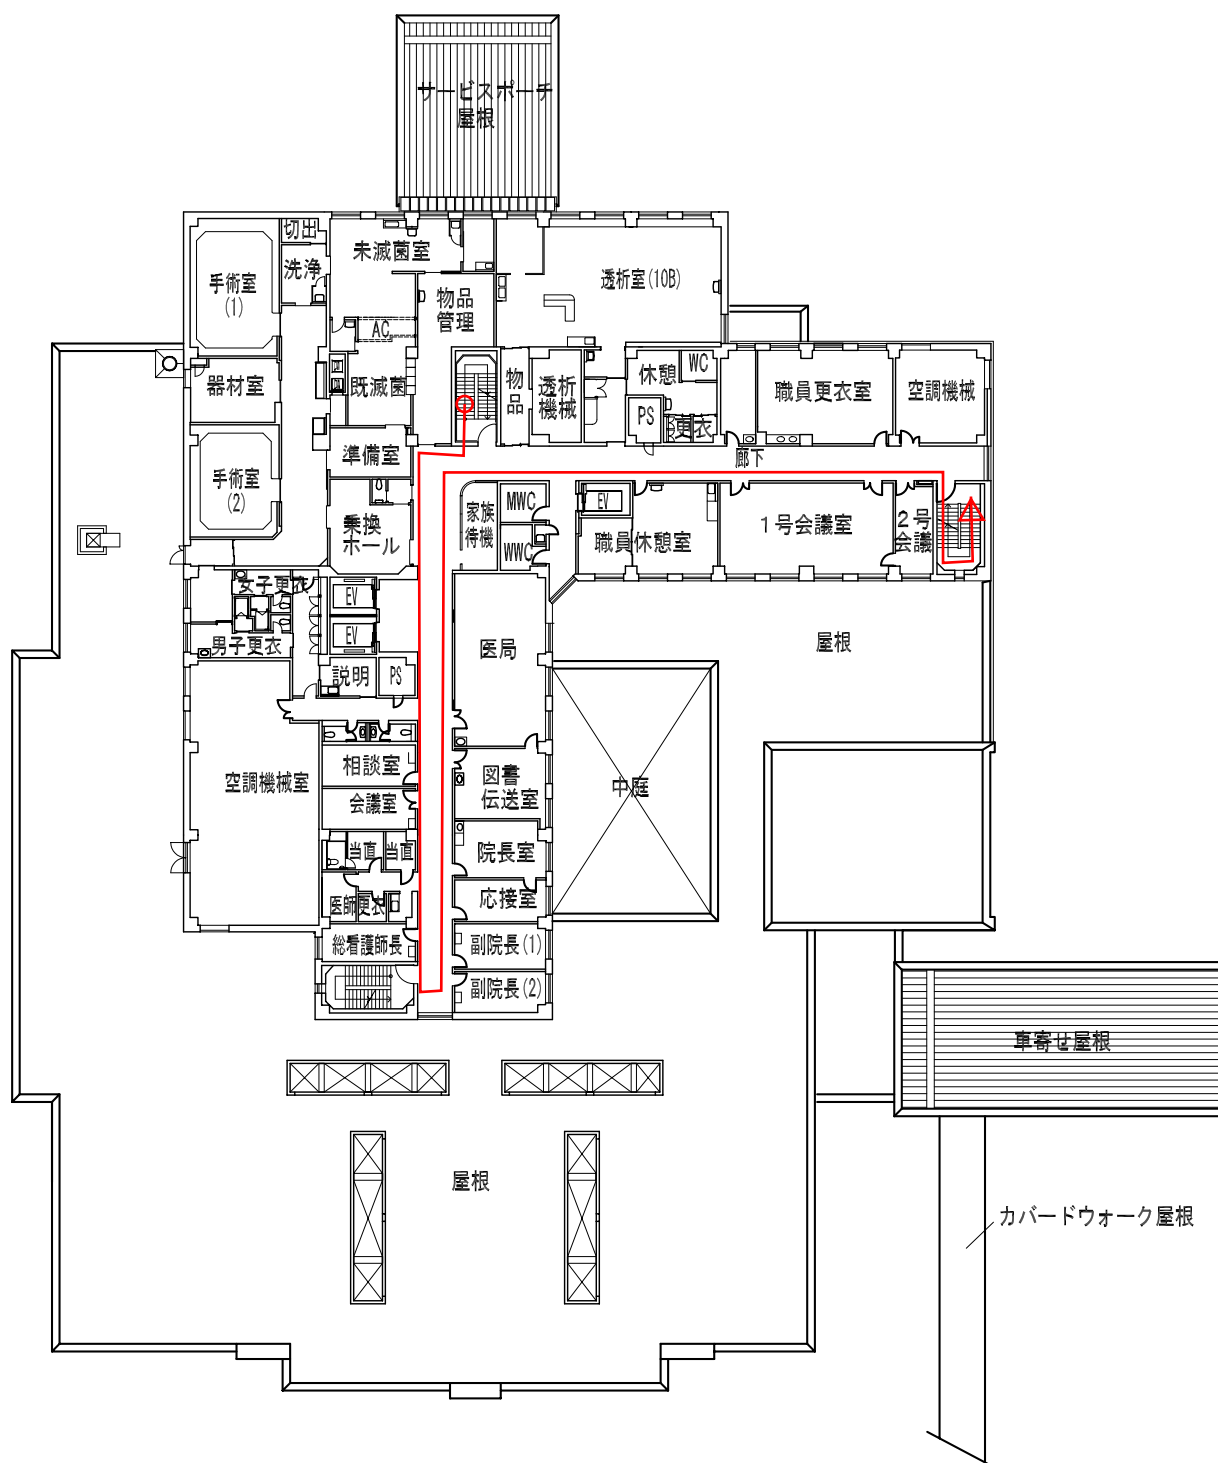 サービスポーチ
屋根
切出
洗浄
未滅菌室
手術室
(1)
物品
管理
透析室(10B)
AC
器材室
既滅菌
物
品
透析
機械
休憩
WC
PS
更衣
職員更衣室
空調機械
準備室
廊下
手術室
(2)
乗換
ホール
家族
待機
MWC
WWC
EV
職員休憩室
1号会議室
2号
会議
女子更衣
男子更衣
EV
EV
説明
PS
医局
屋根
空調機械室
相談室
会議室
図書
伝送室
中庭
当直
当直
院長室
医師更衣
応接室
総看護師長
副院長(1)
副院長(2)
車寄せ屋根
屋根
カバードウォーク屋根